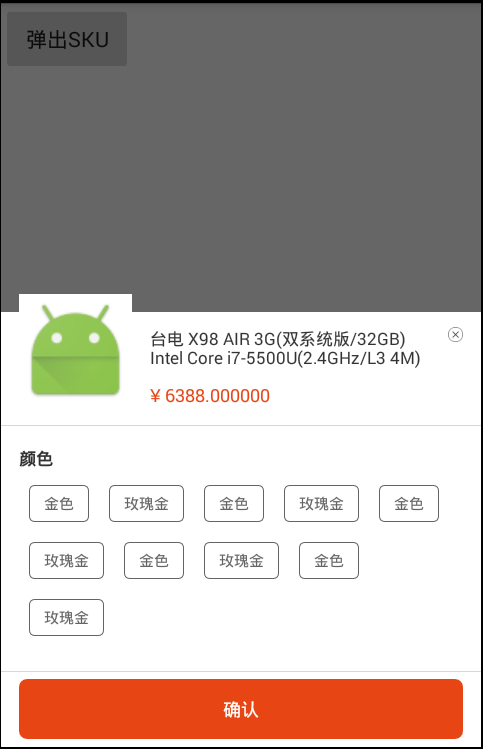 弹出SKU
台电 X98 AIR 3G(双系统版/32GB)
Intel Core i7-5500U(2.4GHz/L3 4M)
¥ 6388.000000
颜色
金色 玫瑰金 金色 玫瑰金 金色
玫瑰金 金色 玫瑰金 金色
玫瑰金
确认